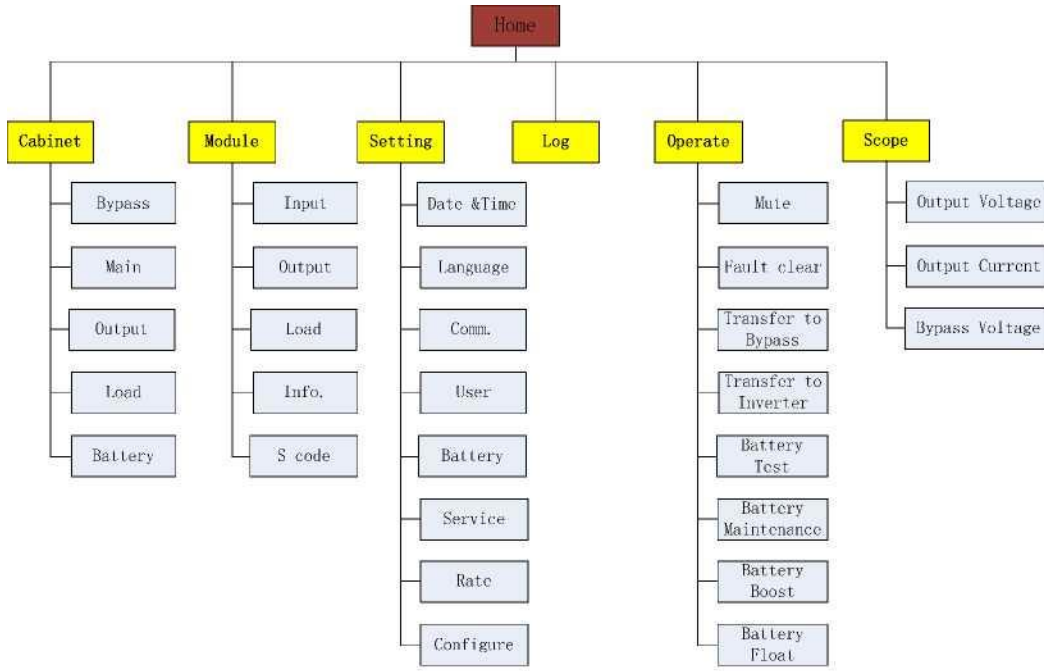 Home
Cabinet
Bypass
Main
Output
Load
Battery
Module
Input
Output
Load
Info.
S code
Setting
Date &Time
Language
Comm.
User
Battery
Service
Rate
Configure
Log
Operate
Mute
Fault clear
Transfer to
Bypass
Transfer to
Inverter
Battery
Test
Battery
Maintenance
Battery
Boost
Battery
Float
Scope
Output Voltage
Output Current
Bypass Voltage